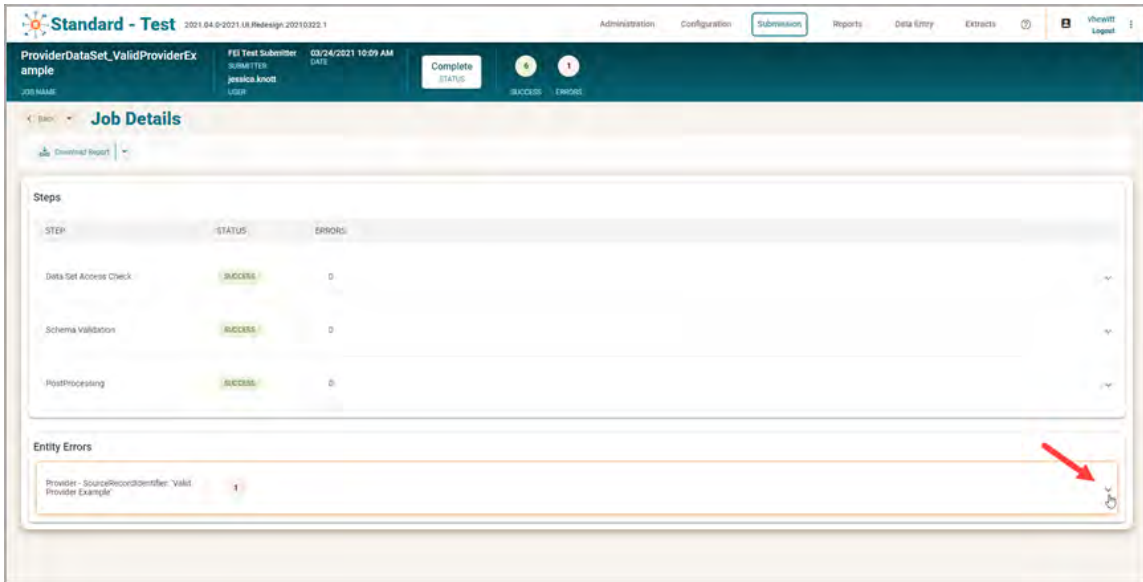 Standard - Test 2021.04.0-2021.UI.Redesign.20210322.1
Administration Configuration Submission Reports Data Entry Extracts vhewitt
Logout
ProviderDataSet_ValidProviderEx
ample
JOB NAME
FEI Test Submitter
SUBMITTER
jessica.knott
USER
03/24/2021 10:09 AM
DATE
Complete
STATUS
6
SUCCESS
1
ERRORS
Back Job Details
Download Report
Steps
STEP STATUS ERRORS
Data Set Access Check SUCCESS 0
Schema Validation SUCCESS 0
PostProcessing SUCCESS 0
Entity Errors
Provider - SourceRecordIdentifier: 'Valid
Provider Example'
1